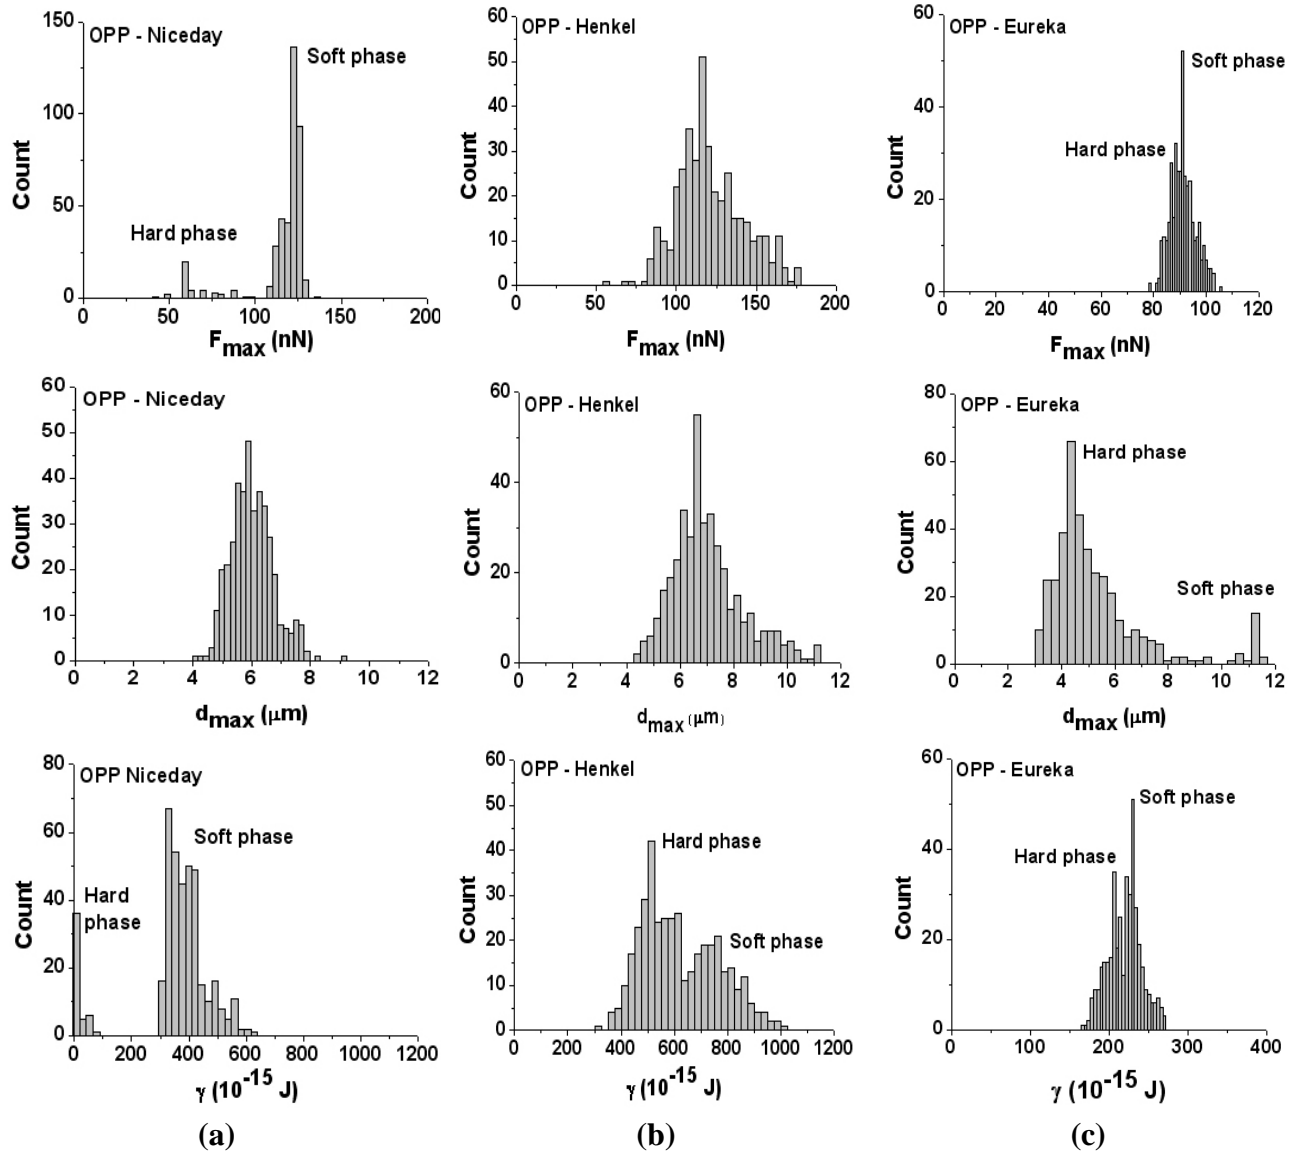 OPP - Niceday
Soft phase
Hard phase
150
100
50
0
Count
0 50 100 150 200
Fmax (nN)
OPP - Henkel
60
50
40
30
20
10
0
Count
0 50 100 150 200
Fmax (nN)
OPP - Eureka
Soft phase
Hard phase
60
40
20
0
Count
0 20 40 60 80 100 120
Fmax (nN)
OPP - Niceday
60
50
40
30
20
10
0
Count
0 2 4 6 8 10 12
dmax (μm)
OPP - Henkel
60
40
20
0
Count
0 2 4 6 8 10 12
dmax (μm)
OPP - Eureka
Hard phase
Soft phase
80
60
40
20
0
Count
0 2 4 6 8 10 12
dmax (μm)
OPP Niceday
Soft phase
Hard
phase
80
60
40
20
0
Count
0 200 400 600 800 1000 1200
γ (10-15 J)
OPP - Henkel
Hard phase
Soft phase
60
50
40
30
20
10
0
Count
0 200 400 600 800 1000 1200
γ (10-15 J)
OPP - Eureka
Soft phase
Hard phase
60
40
20
0
Count
0 100 200 300 400
γ (10-15 J)
(a)
(b)
(c)